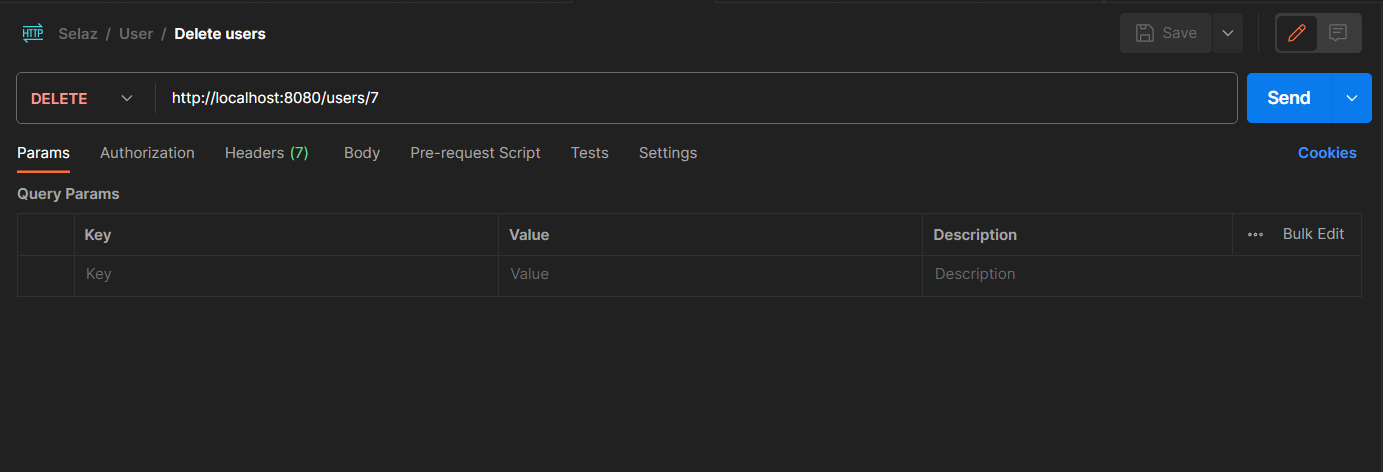 HTTP Selaz / User / Delete users Save
DELETE http://localhost:8080/users/7 Send
Params Authorization Headers (7) Body Pre-request Script Tests Settings Cookies
Query Params
Key Value Description Bulk Edit
Key Value Description